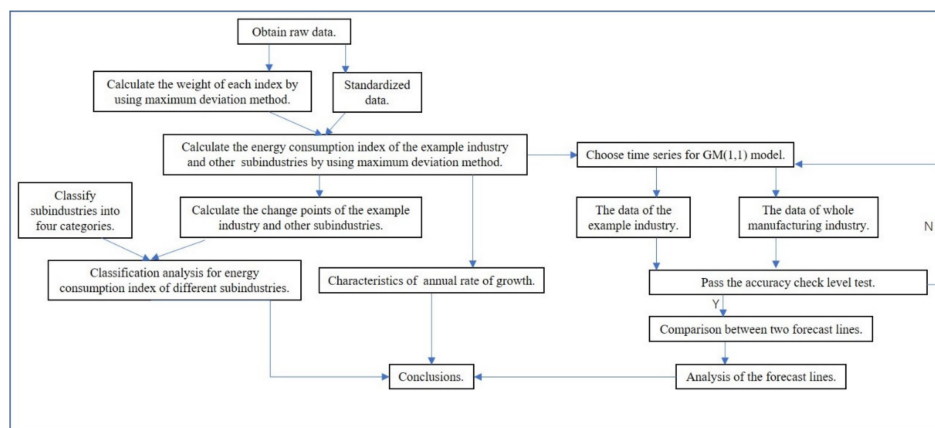 Obtain raw data.
Calculate the weight of each index by
using maximum deviation method.
Standardized
data.
Calculate the energy consumption index of the example industry
and other subindustries by using maximum deviation method.
Choose time series for GM(1,1) model.
Classify
subindustries into
four categories.
Calculate the change points of the example
industry and other subindustries.
The data of the
example industry.
The data of whole
manufacturing industry.
N
Classification analysis for energy
consumption index of different subindustries.
Characteristics of annual rate of growth.
Pass the accuracy check level test.
Y
Comparison between two forecast lines.
Conclusions.
Analysis of the forecast lines.